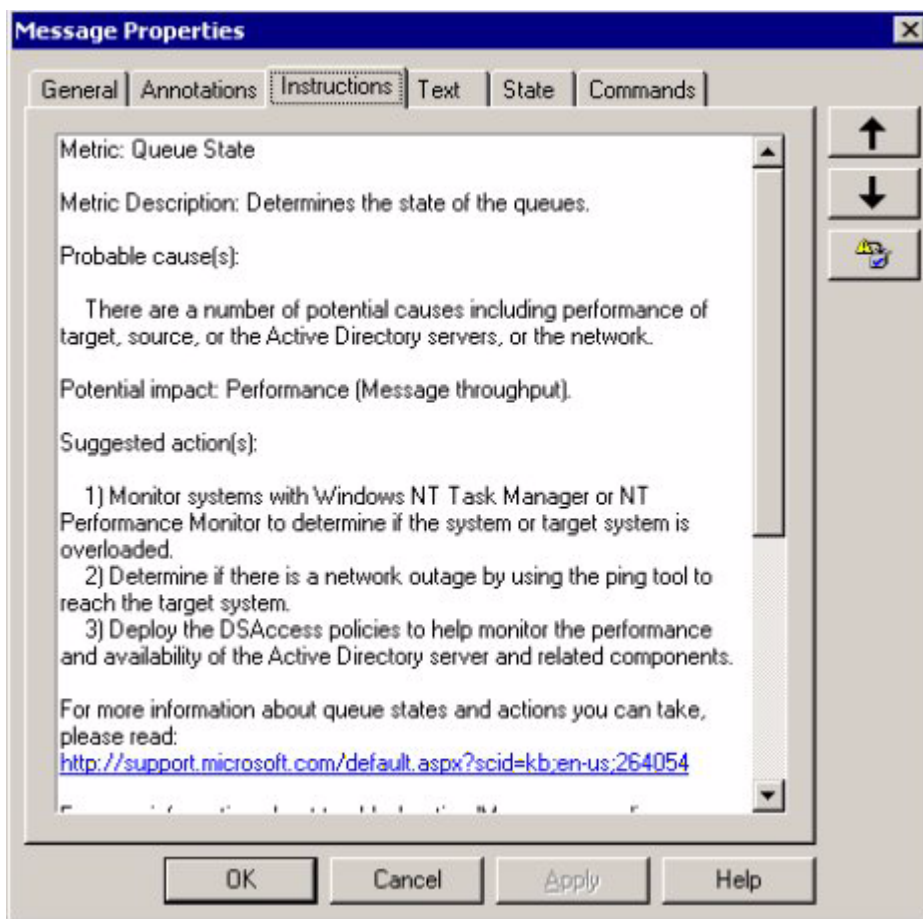 Message Properties
General Annotations Instructions Text State Commands
Metric: Queue State
Metric Description: Determines the state of the queues.
Probable cause(s):
There are a number of potential causes including performance of
target, source, or the Active Directory servers, or the network.
Potential impact: Performance (Message throughput).
Suggested action(s):
1) Monitor systems with Windows NT Task Manager or NT
Performance Monitor to determine if the system or target system is
overloaded.
2) Determine if there is a network outage by using the ping tool to
reach the target system.
3) Deploy the DSAccess policies to help monitor the performance
and availability of the Active Directory server and related components.
For more information about queue states and actions you can take,
please read:
http://support.microsoft.com/default.aspx?scid=kb;en-us;264054
OK Cancel Apply Help